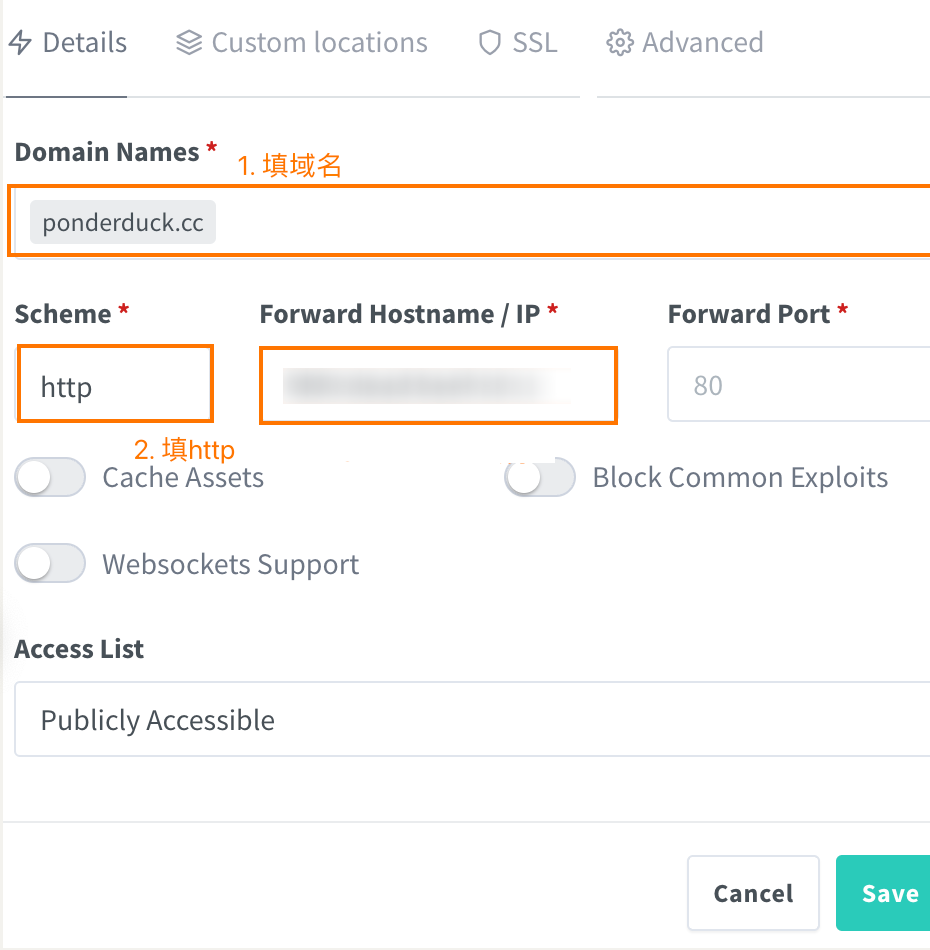 Details Custom locations SSL Advanced
Domain Names *
1. 填域名
ponderduck.cc
Scheme * Forward Hostname / IP * Forward Port *
http 80
2. 填http
Cache Assets Block Common Exploits
Websockets Support
Access List
Publicly Accessible
Cancel Save